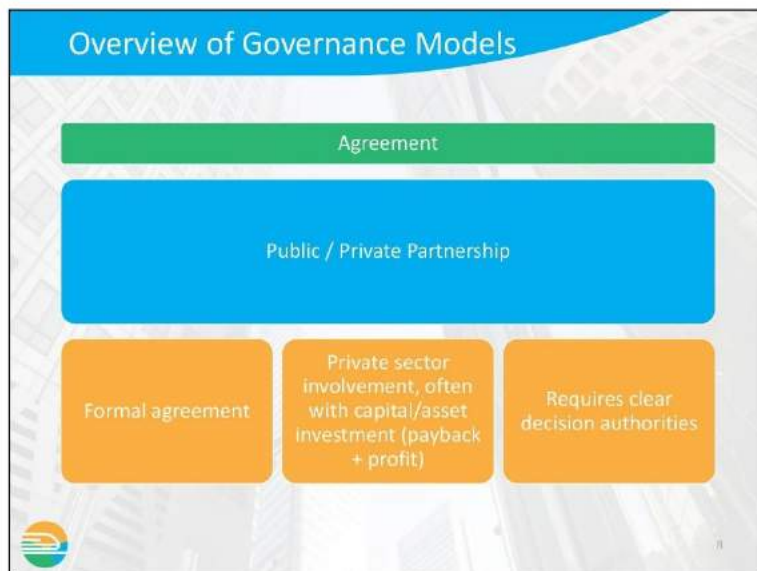 Overview of Governance Models
Agreement
Public / Private Partnership
Formal agreement
Private sector
involvement, often
with capital/asset
investment (payback
+ profit)
Requires clear
decision authorities